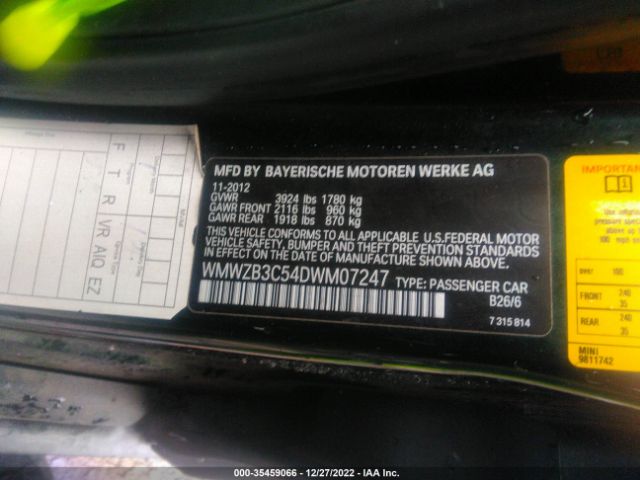 MFD BY BAYERISCHE MOTOREN WERKE AG
11-2012
GVWR 3924 lbs 1780 kg
GAWR FRONT 2116 lbs 960 kg
GAWR REAR 1918 lbs 870 kg
THIS VEHICLE CONFORMS TO ALL APPLICABLE U.S.FEDERAL MOTOR
VEHICLE SAFETY, BUMPER AND THEFT PREVENTION STANDARDS
IN EFFECT ON THE DATE OF MANUFACTURE SHOWN ABOVE.
WMWZB3C54DWM07247 TYPE: PASSENGER CAR
B26/6
7 315 814
F T R VR AIQ EZ
IMPORTAN
over 100
FRONT 240 35
REAR 240 35
MINI
9811742
000-35459066 - 12/27/2022 - IAA Inc.